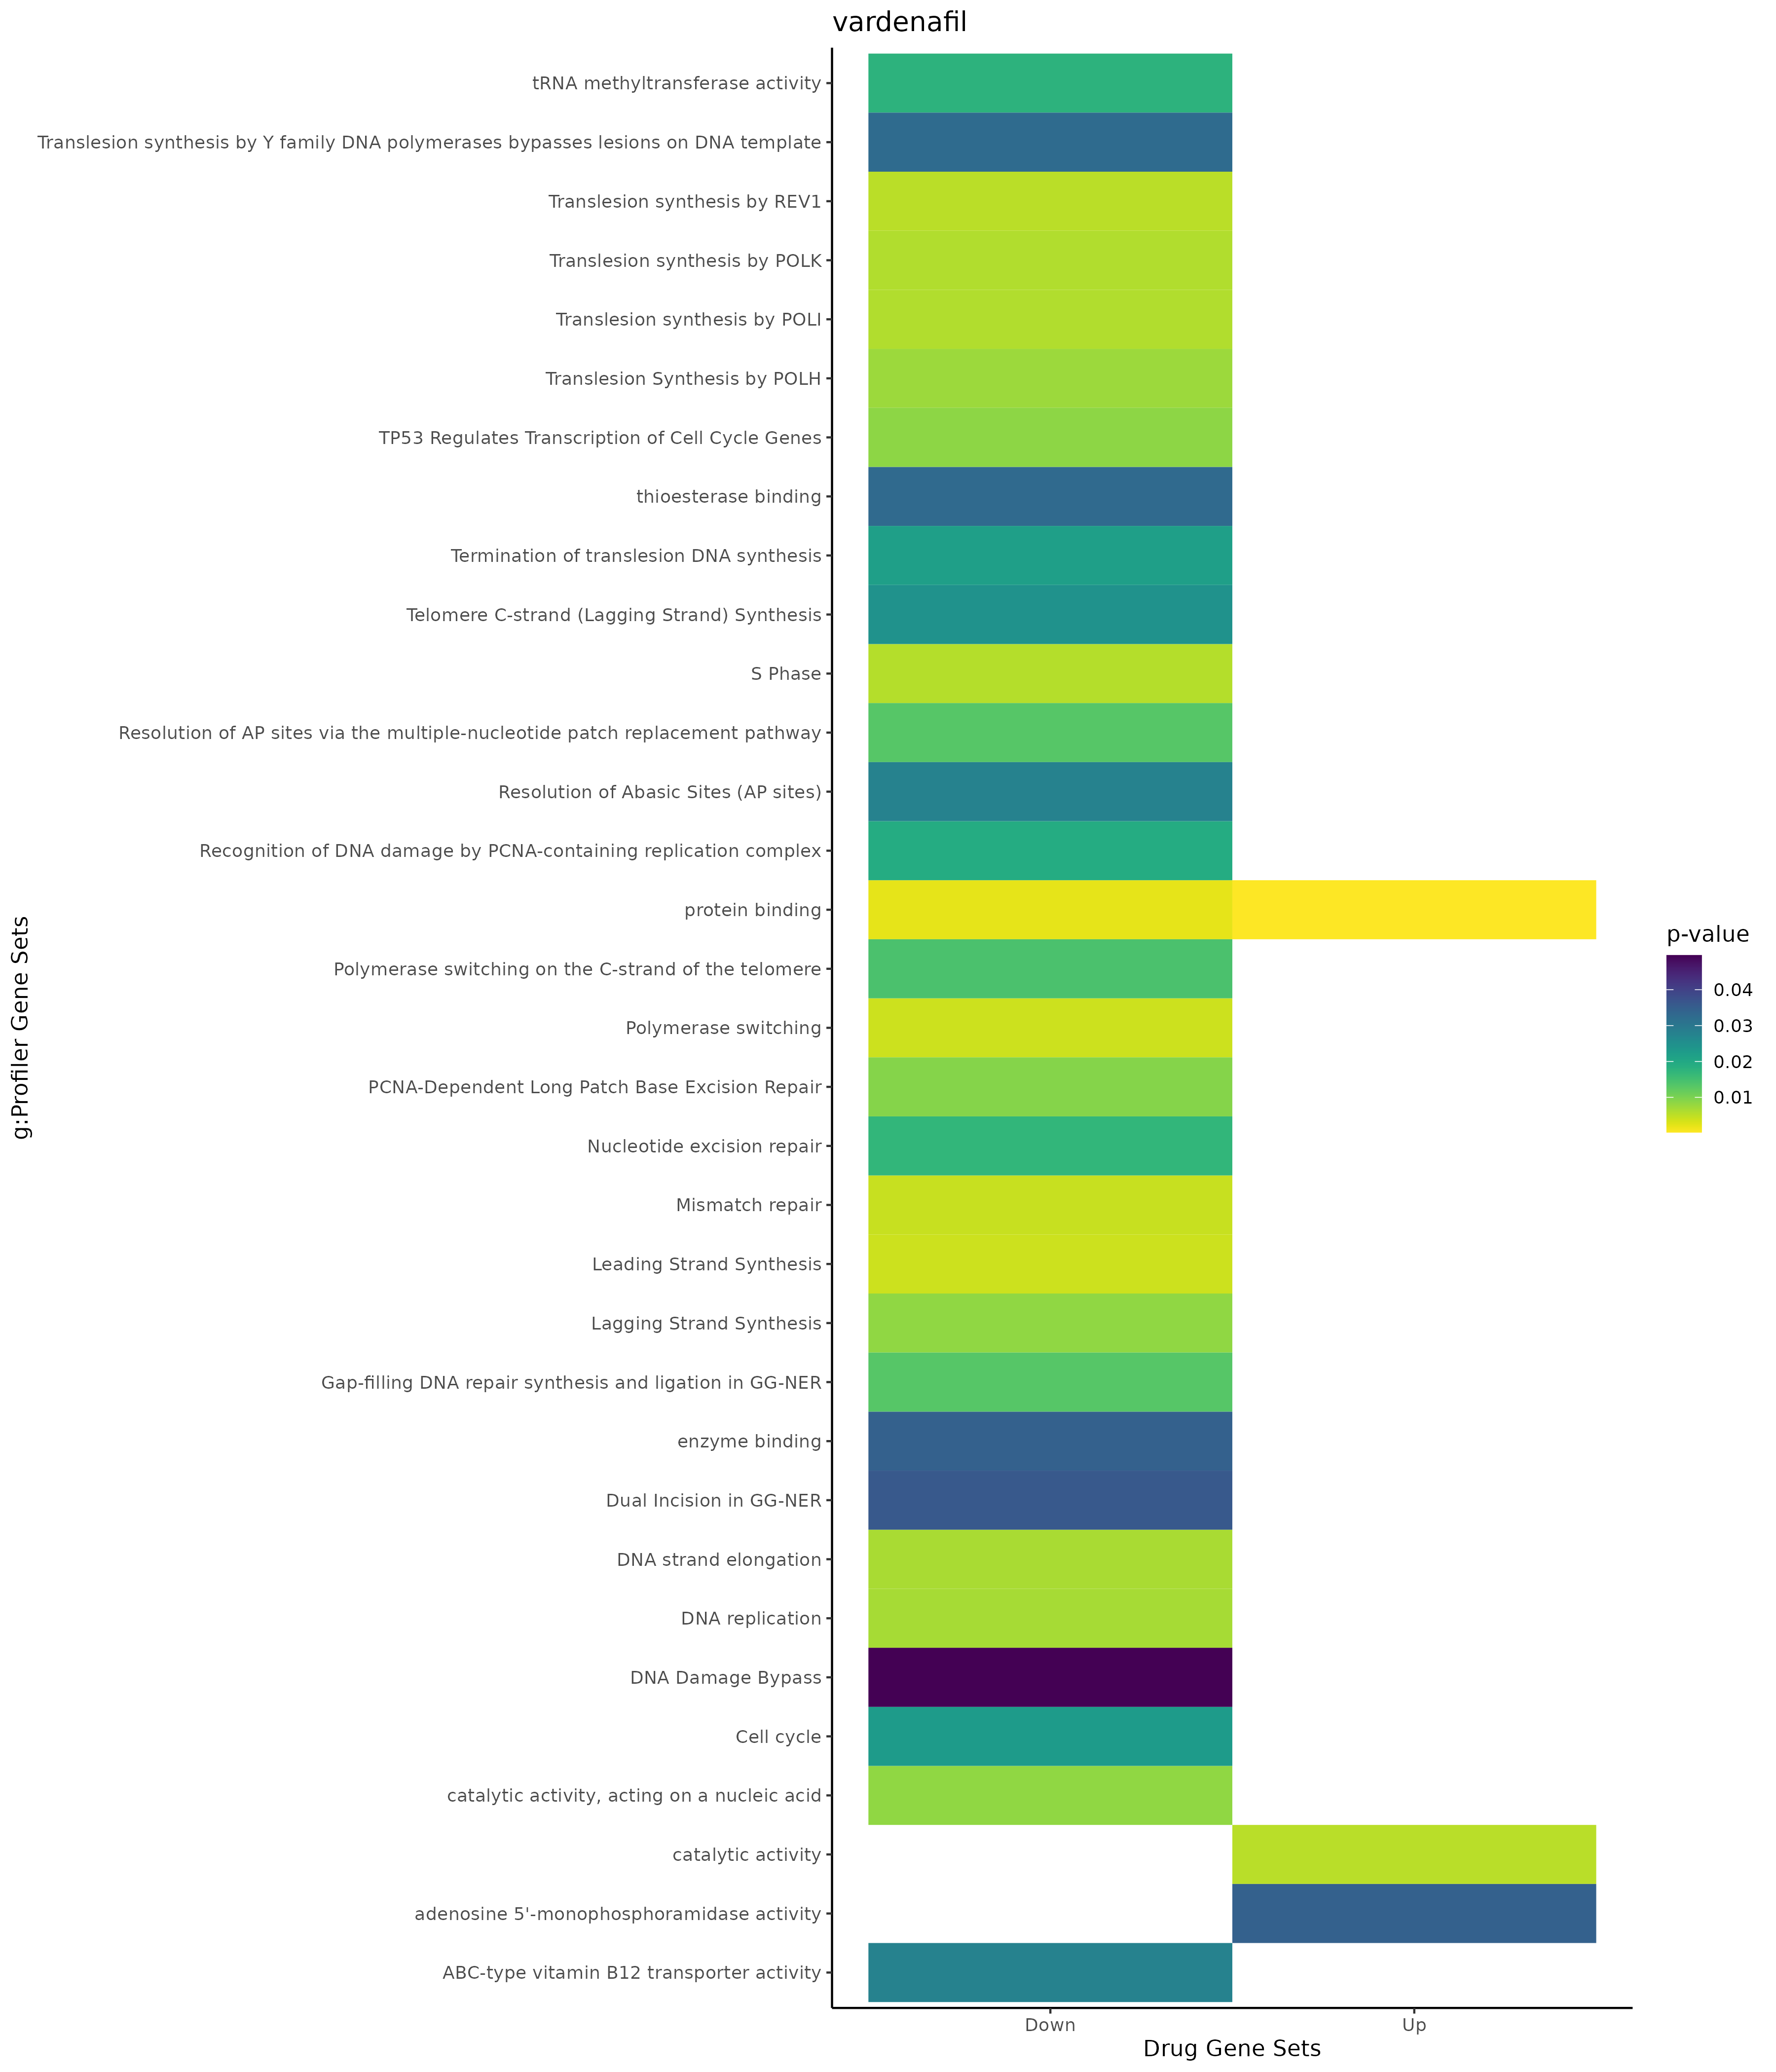 vardenafil
tRNA methyltransferase activity
Translesion synthesis by Y family DNA polymerases bypasses lesions on DNA template
Translesion synthesis by REV1
Translesion synthesis by POLK
Translesion synthesis by POLI
Translesion Synthesis by POLH
TP53 Regulates Transcription of Cell Cycle Genes
thioesterase binding
Termination of translesion DNA synthesis
Telomere C-strand (Lagging Strand) Synthesis
S Phase
Resolution of AP sites via the multiple-nucleotide patch replacement pathway
Resolution of Abasic Sites (AP sites)
Recognition of DNA damage by PCNA-containing replication complex
protein binding
Polymerase switching on the C-strand of the telomere
Polymerase switching
PCNA-Dependent Long Patch Base Excision Repair
Nucleotide excision repair
Mismatch repair
Leading Strand Synthesis
Lagging Strand Synthesis
Gap-filling DNA repair synthesis and ligation in GG-NER
enzyme binding
Dual Incision in GG-NER
DNA strand elongation
DNA replication
DNA Damage Bypass
Cell cycle
catalytic activity, acting on a nucleic acid
catalytic activity
adenosine 5'-monophosphoramidase activity
ABC-type vitamin B12 transporter activity
g:Profiler Gene Sets
Down
Up
Drug Gene Sets
p-value
0.04
0.03
0.02
0.01